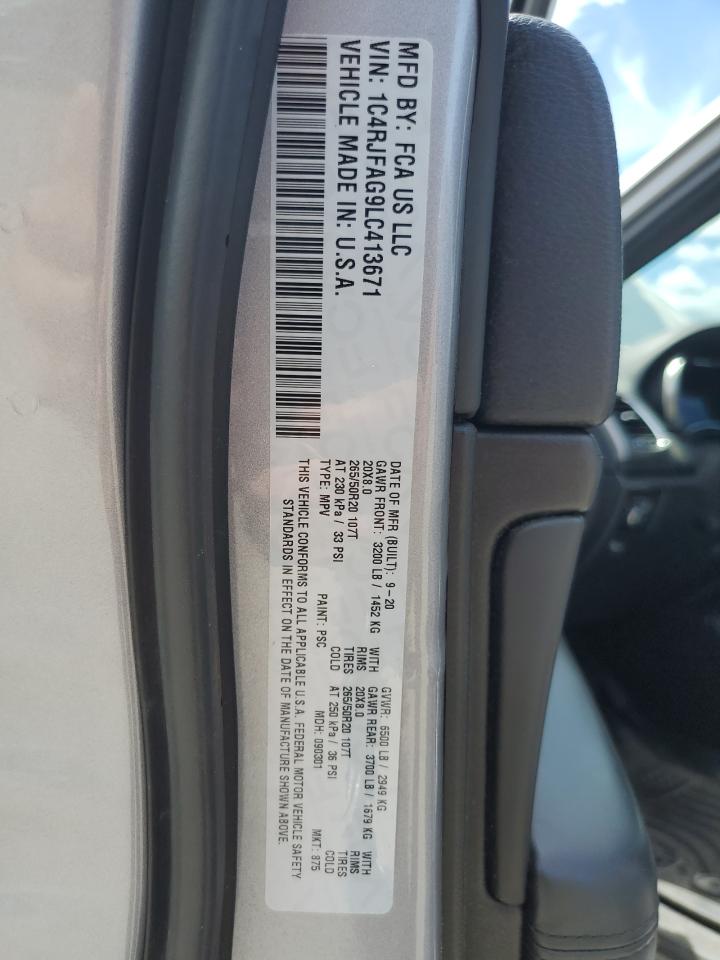 MFD BY: FCA US LLC
VIN: 1C4RJFAG9LC413671
VEHICLE MADE IN: U.S.A.
DATE OF MFR (BUILT): 9-20 GVWR: 6500 LB / 2949 KG
GAWR FRONT: 3200 LB / 1452 KG WITH GAWR REAR: 3700 LB / 1679 KG WITH
20X8.0 RIMS 20X8.0 RIMS
265/50R20 107T TIRES 265/50R20 107T TIRES
AT 230 kPa / 33 PSI COLD AT 250 kPa / 36 PSI COLD
TYPE: MPV PAINT: PSC MDH: 090301 MKT: 875
THIS VEHICLE CONFORMS TO ALL APPLICABLE U.S.A. FEDERAL MOTOR VEHICLE SAFETY
STANDARDS IN EFFECT ON THE DATE OF MANUFACTURE SHOWN ABOVE.